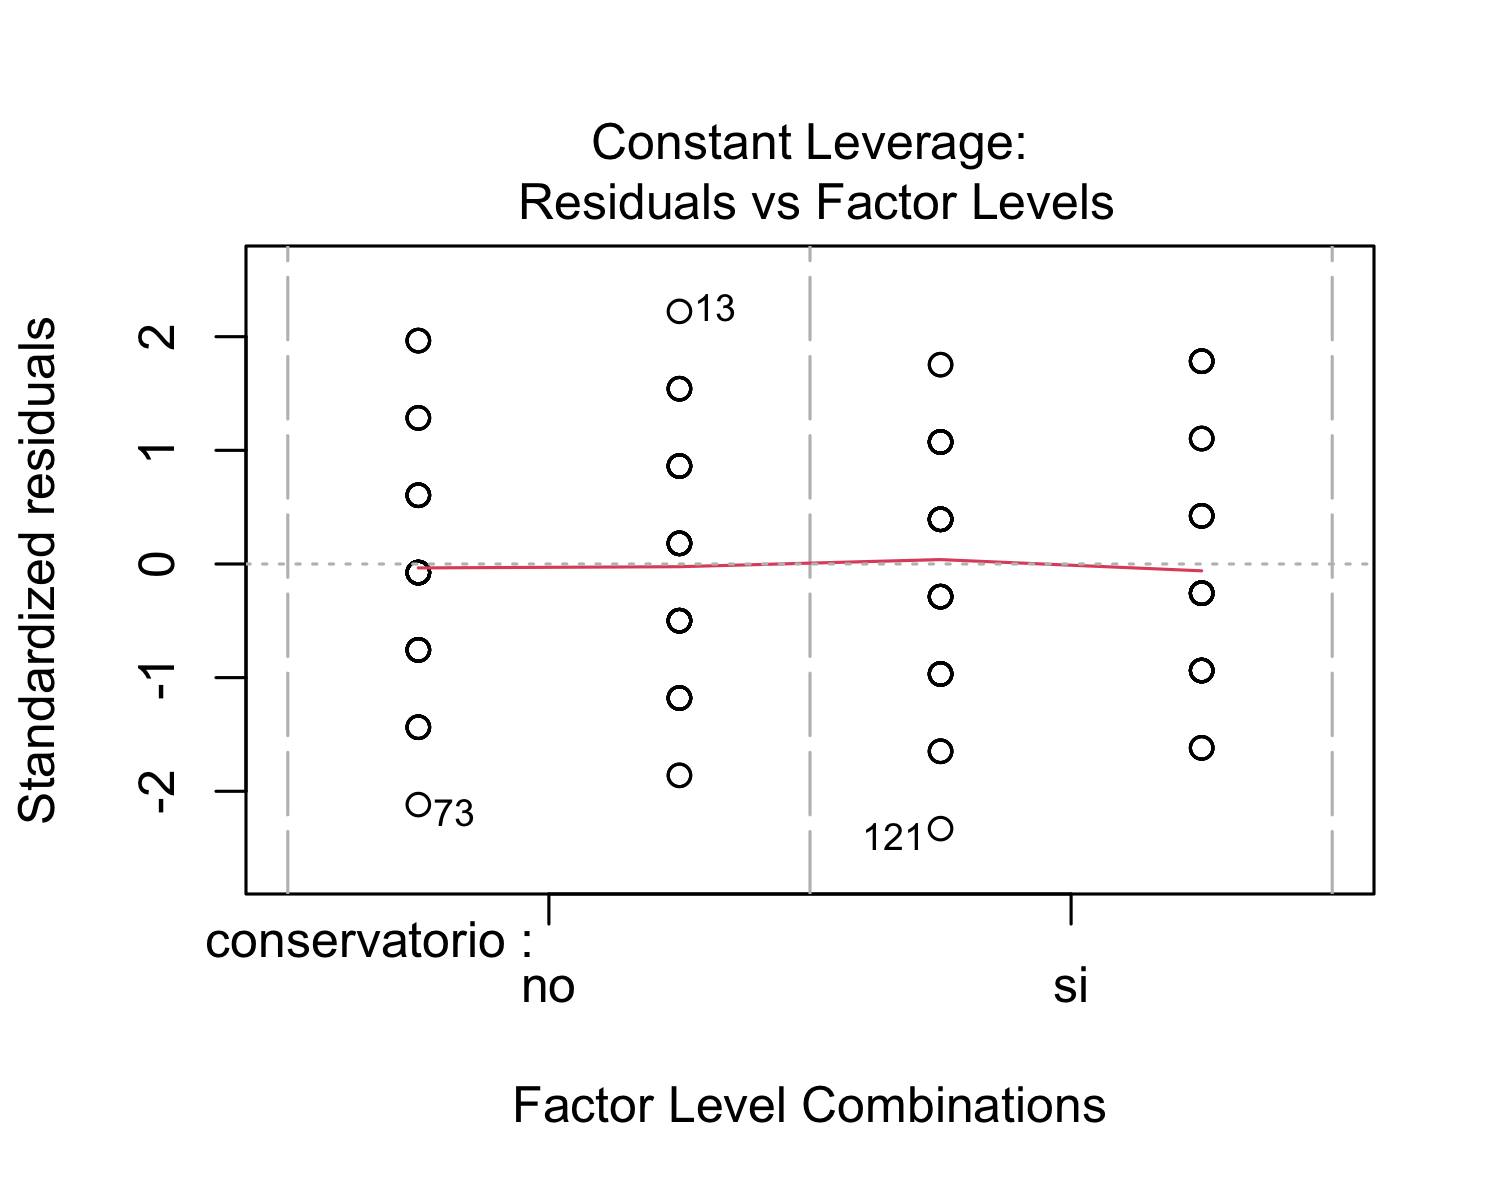 Constant Leverage:
Residuals vs Factor Levels
Standardized residuals
2
1
0
-1
-2
13
73
121
conservatorio :
no
si
Factor Level Combinations